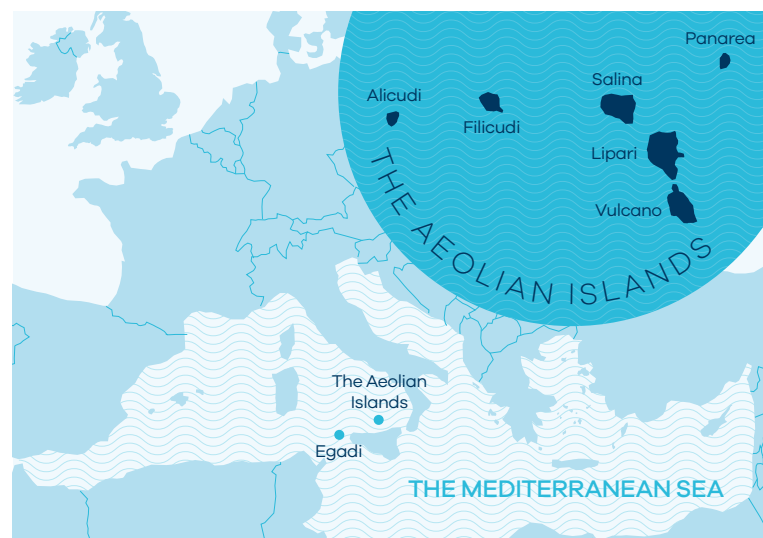 Panarea
Salina
Alicudi
Filicudi
Lipari
Vulcano
THE AEOLIAN ISLANDS
The Aeolian
Islands
Egadi
THE MEDITERRANEAN SEA